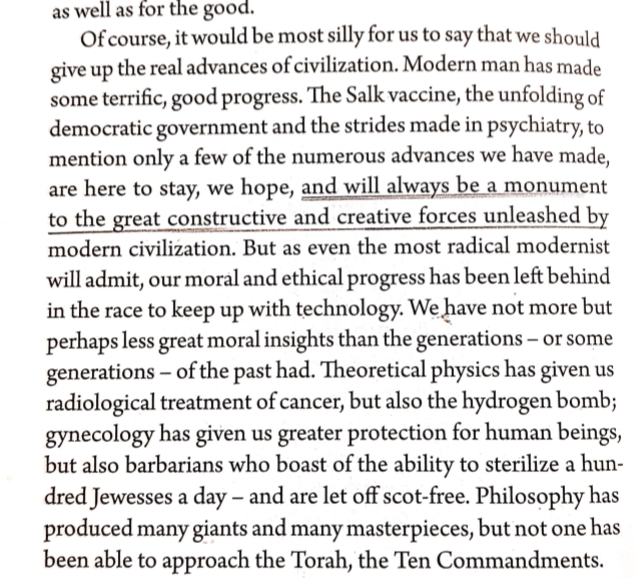 as well as for the good.
Of course, it would be most silly for us to say that we should
give up the real advances of civilization. Modern man has made
some terrific, good progress. The Salk vaccine, the unfolding of
democratic government and the strides made in psychiatry, to
mention only a few of the numerous advances we have made,
are here to stay, we hope, and will always be a monument
to the great constructive and creative forces unleashed by
modern civilization. But as even the most radical modernist
will admit, our moral and ethical progress has been left behind
in the race to keep up with technology. We have not more but
perhaps less great moral insights than the generations – or some
generations – of the past had. Theoretical physics has given us
radiological treatment of cancer, but also the hydrogen bomb;
gynecology has given us greater protection for human beings,
but also barbarians who boast of the ability to sterilize a hun-
dred Jewesses a day – and are let off scot-free. Philosophy has
produced many giants and many masterpieces, but not one has
been able to approach the Torah, the Ten Commandments.